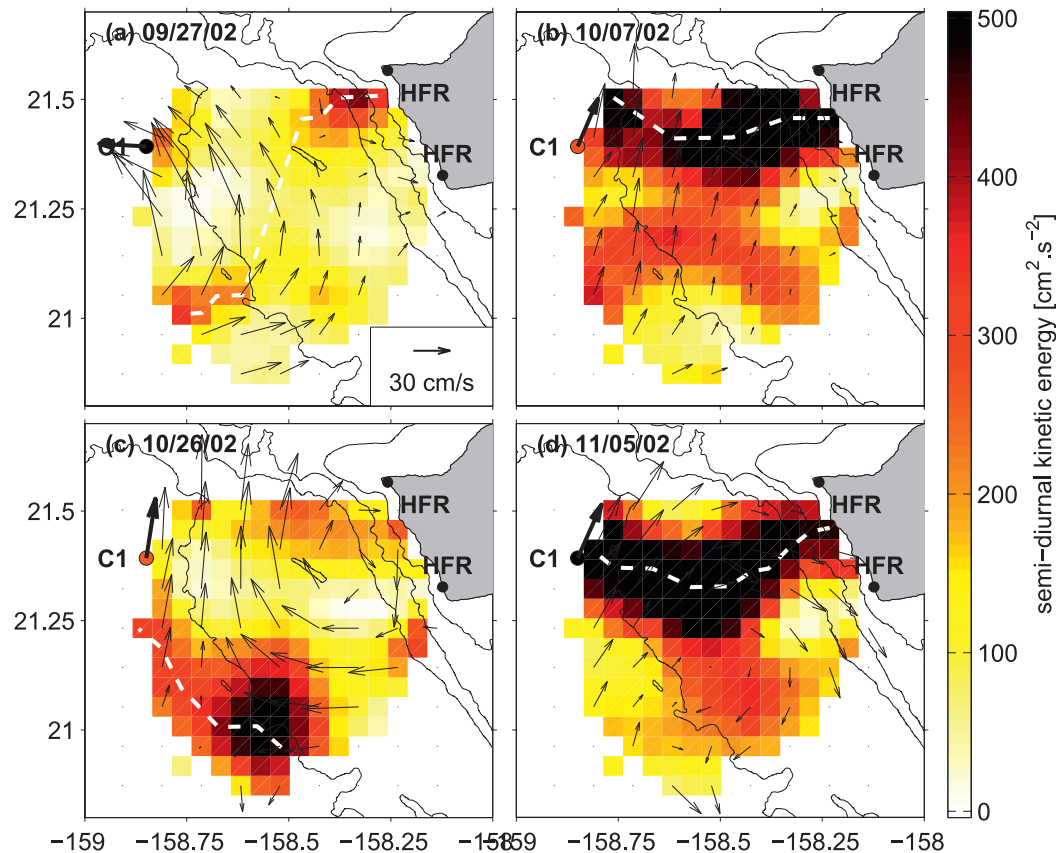 (a) 09/27/02
(b) 10/07/02
HFR
HFR
C1
HFR
HFR
C1
21.5
21.25
21
30 cm/s
(c) 10/26/02
(d) 11/05/02
HFR
HFR
C1
HFR
HFR
C1
21.5
21.25
21
−159
−158.75
−158.5
−158.25
−158
−159
−158.75
−158.5
−158.25
−158
500
400
300
200
100
0
semi−diurnal kinetic energy [cm².s⁻²]